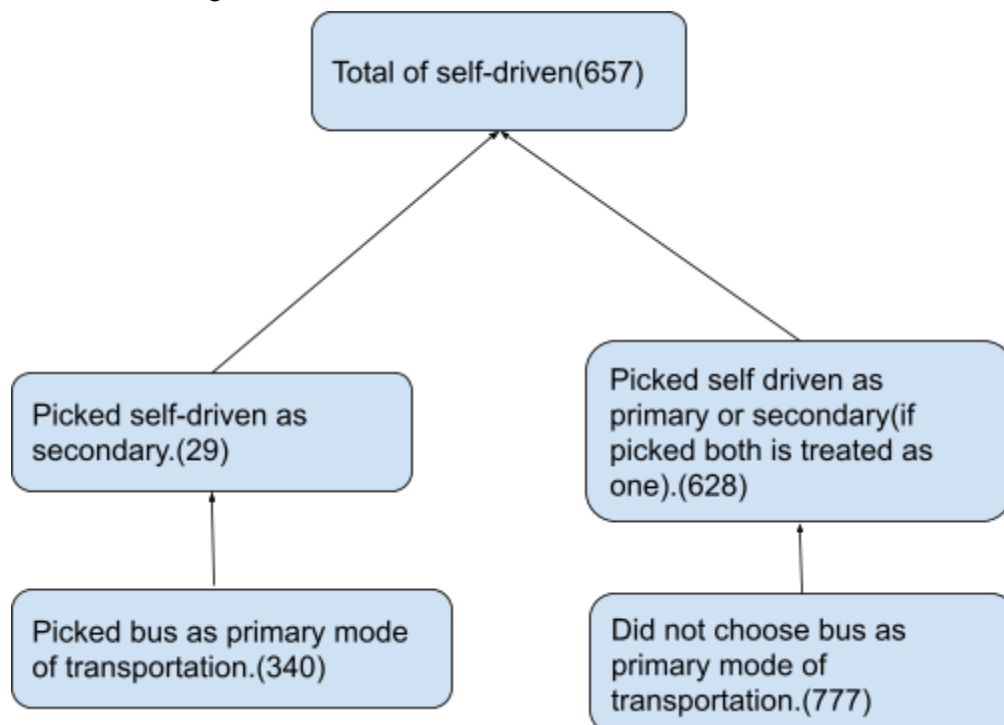 Total of self-driven(657)
Picked self-driven as
secondary.(29)
Picked self driven as
primary or secondary(if
picked both is treated as
one).(628)
Picked bus as primary mode
of transportation.(340)
Did not choose bus as
primary mode of
transportation.(777)